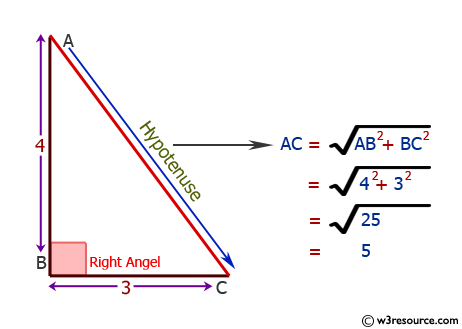 A
4
Hypotenuse
B
Right Angel
3
C
AC = √AB²+ BC²
= √4²+ 3²
= √25
= 5
© w3resource.com